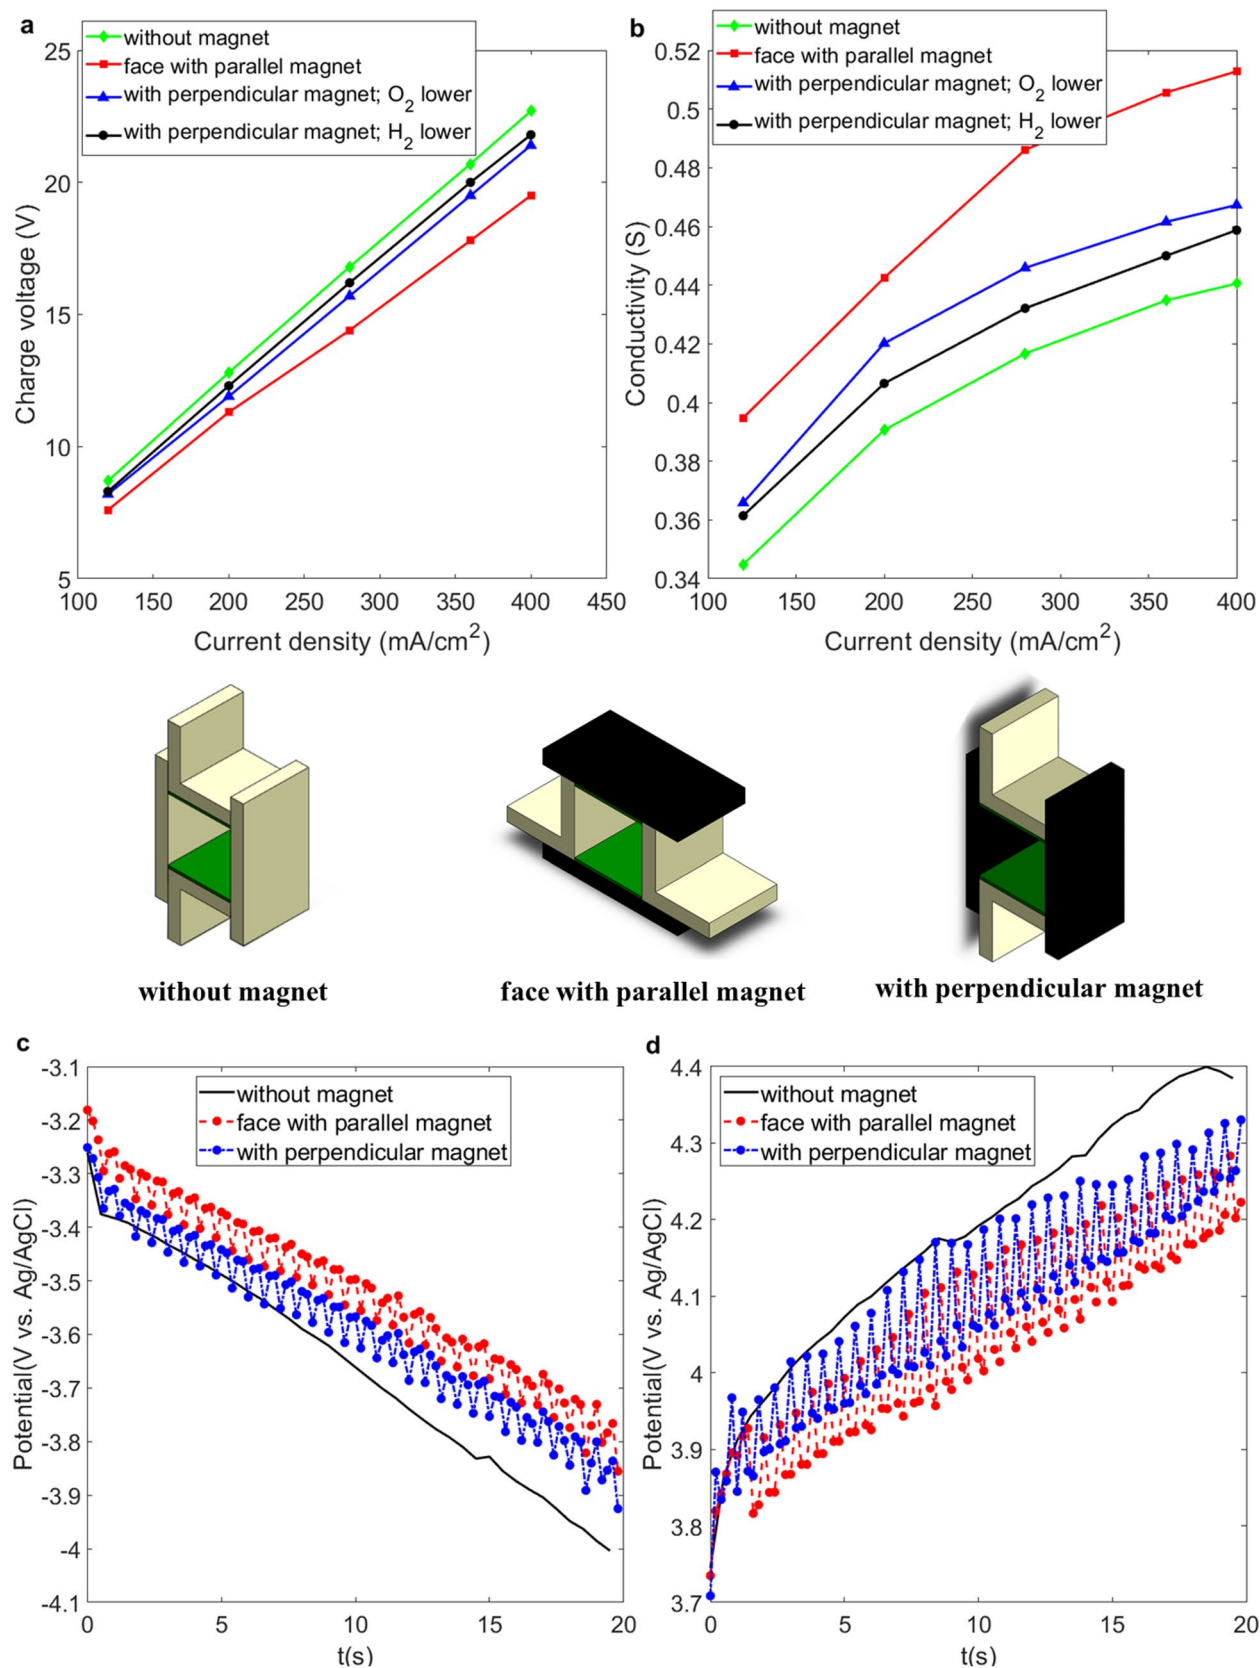 a
without magnet
face with parallel magnet
with perpendicular magnet; O2 lower
with perpendicular magnet; H2 lower
25
20
15
10
5
Charge voltage (V)
100 150 200 250 300 350 400 450
Current density (mA/cm2)
b
without magnet
face with parallel magnet
with perpendicular magnet; O2 lower
with perpendicular magnet; H2 lower
0.52
0.5
0.48
0.46
0.44
0.42
0.4
0.38
0.36
0.34
Conductivity (S)
100 150 200 250 300 350 400
Current density (mA/cm2)
without magnet
face with parallel magnet
with perpendicular magnet
c
without magnet
face with parallel magnet
with perpendicular magnet
-3.1
-3.2
-3.3
-3.4
-3.5
-3.6
-3.7
-3.8
-3.9
-4
-4.1
Potential(V vs. Ag/AgCl)
0 5 10 15 20
t(s)
d
without magnet
face with parallel magnet
with perpendicular magnet
4.4
4.3
4.2
4.1
4
3.9
3.8
3.7
Potential(V vs. Ag/AgCl)
0 5 10 15 20
t(s)